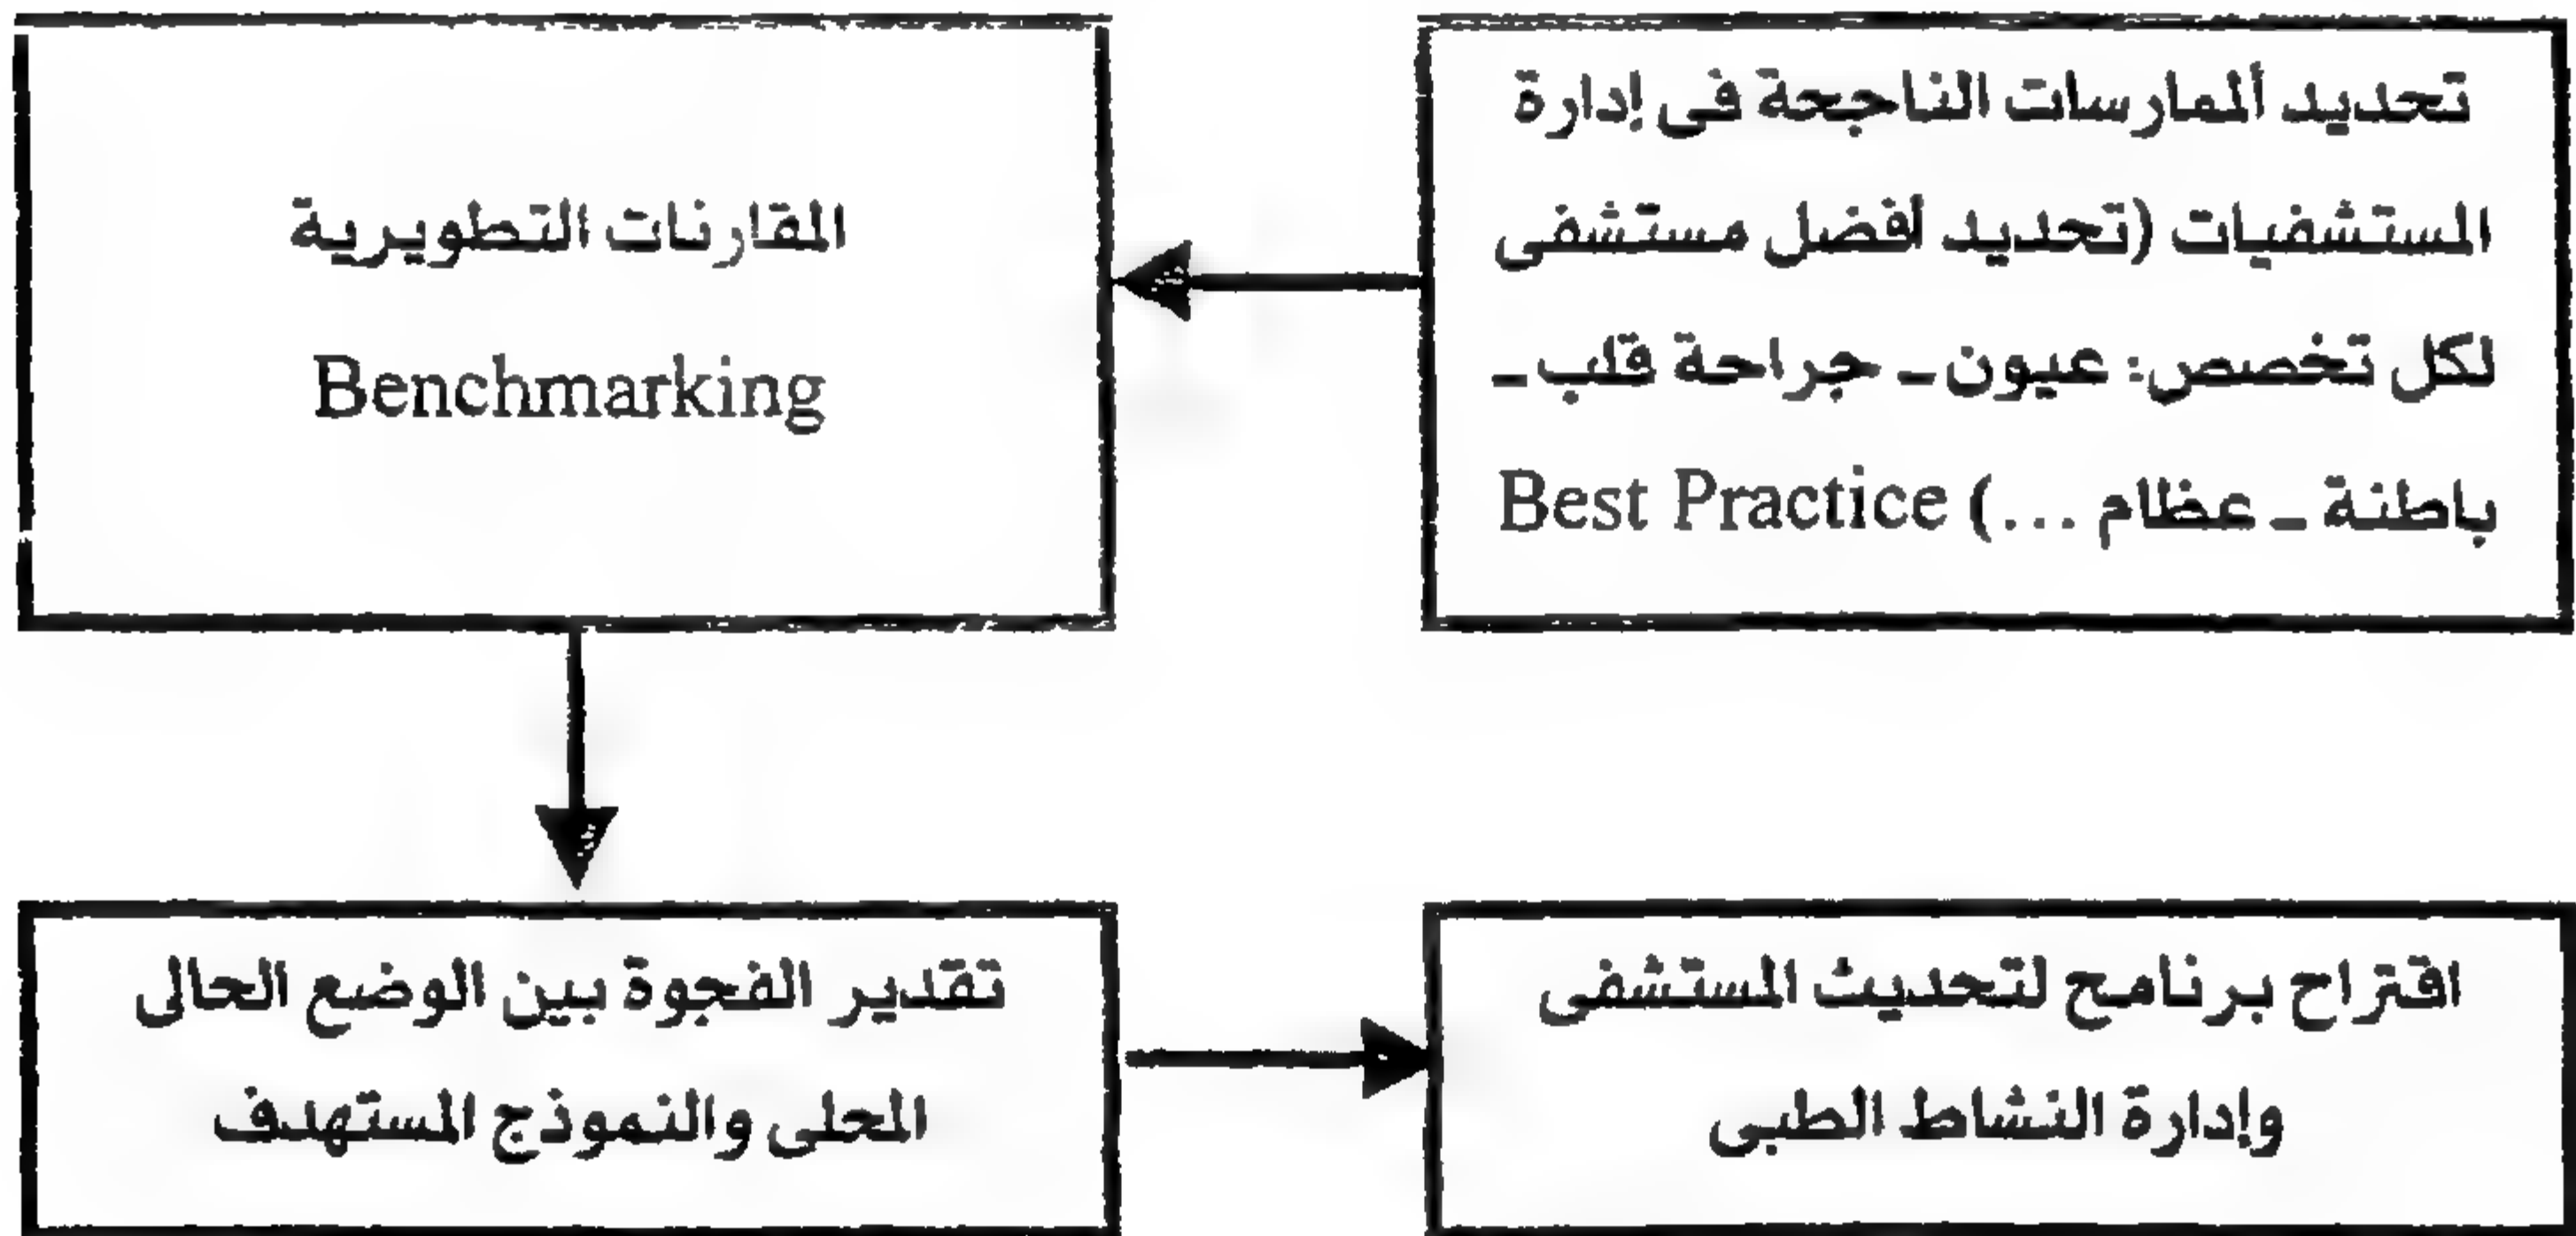 تحديد ألمارسات الناجحة فى إدارة
المستشفيات (تحديد أفضل مستشفى
لكل تخصص: عيون - جراحة قلب -
باطنة - عظام ...) Best Practice
المقارنات التطويرية
Benchmarking
تقدير الفجوة بين الوضع الحالى
المحلى والنموذج المستهدف
اقتراح برنامج لتحديث المستشفى
وإدارة النشاط الطبى